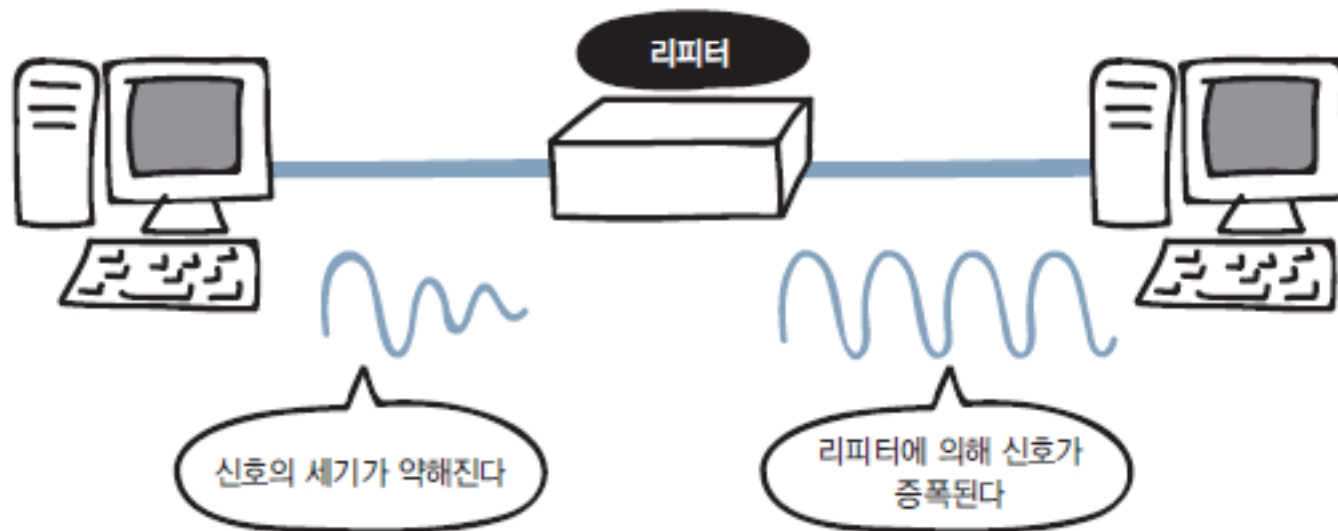 리피터
신호의 세기가 약해진다
리피터에 의해 신호가
증폭된다